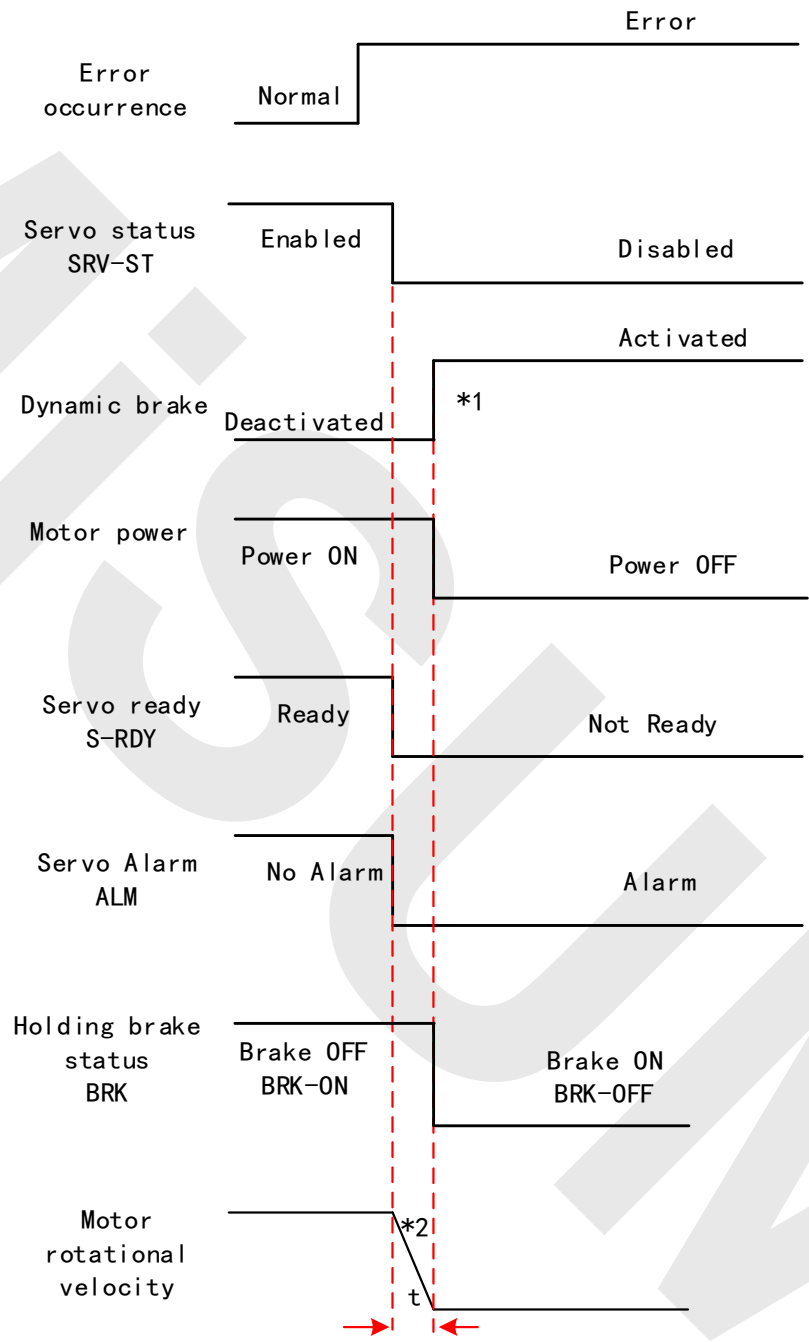 Error
Error
occurrence
Normal
Servo status
SRV-ST
Enabled
Disabled
Activated
Dynamic brake
Deactivated
*1
Motor power
Power ON
Power OFF
Servo ready
S-RDY
Ready
Not Ready
Servo Alarm
ALM
No Alarm
Alarm
Holding brake
status
BRK
Brake OFF
BRK-ON
Brake ON
BRK-OFF
Motor
rotational
velocity
*2
t